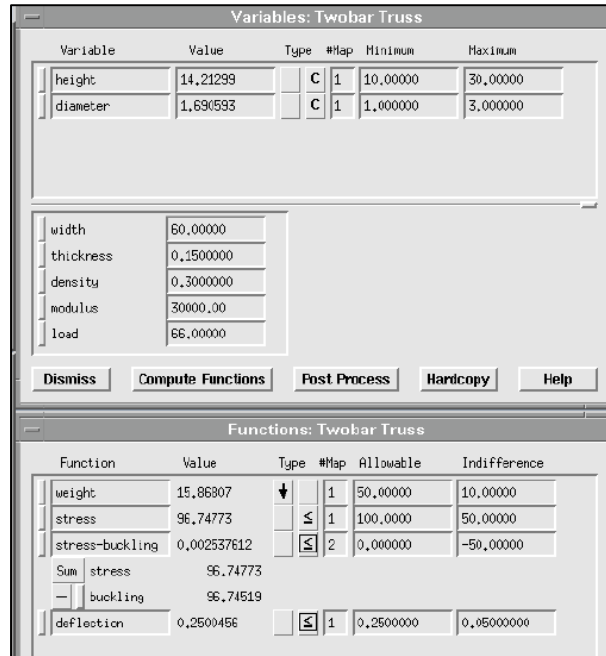 Variables: Twobar Truss
Variable Value Type #Map Minimum Maximum
height 14.21299 C 1 10.00000 30.00000
diameter 1.690593 C 1 1.000000 3.000000
width 60.00000
thickness 0.1500000
density 0.3000000
modulus 30000.00
load 66.00000
Dismiss Compute Functions Post Process Hardcopy Help
Functions: Twobar Truss
Function Value Type #Map Allowable Indifference
weight 15.86807 1 50.00000 10.00000
stress 96.74773 ≤ 1 100.0000 50.00000
stress-buckling 0.002537612 ≤ 2 0.000000 -50.00000
Sum stress 96.74773
— buckling 96.74519
deflection 0.2500456 ≤ 1 0.2500000 0.05000000